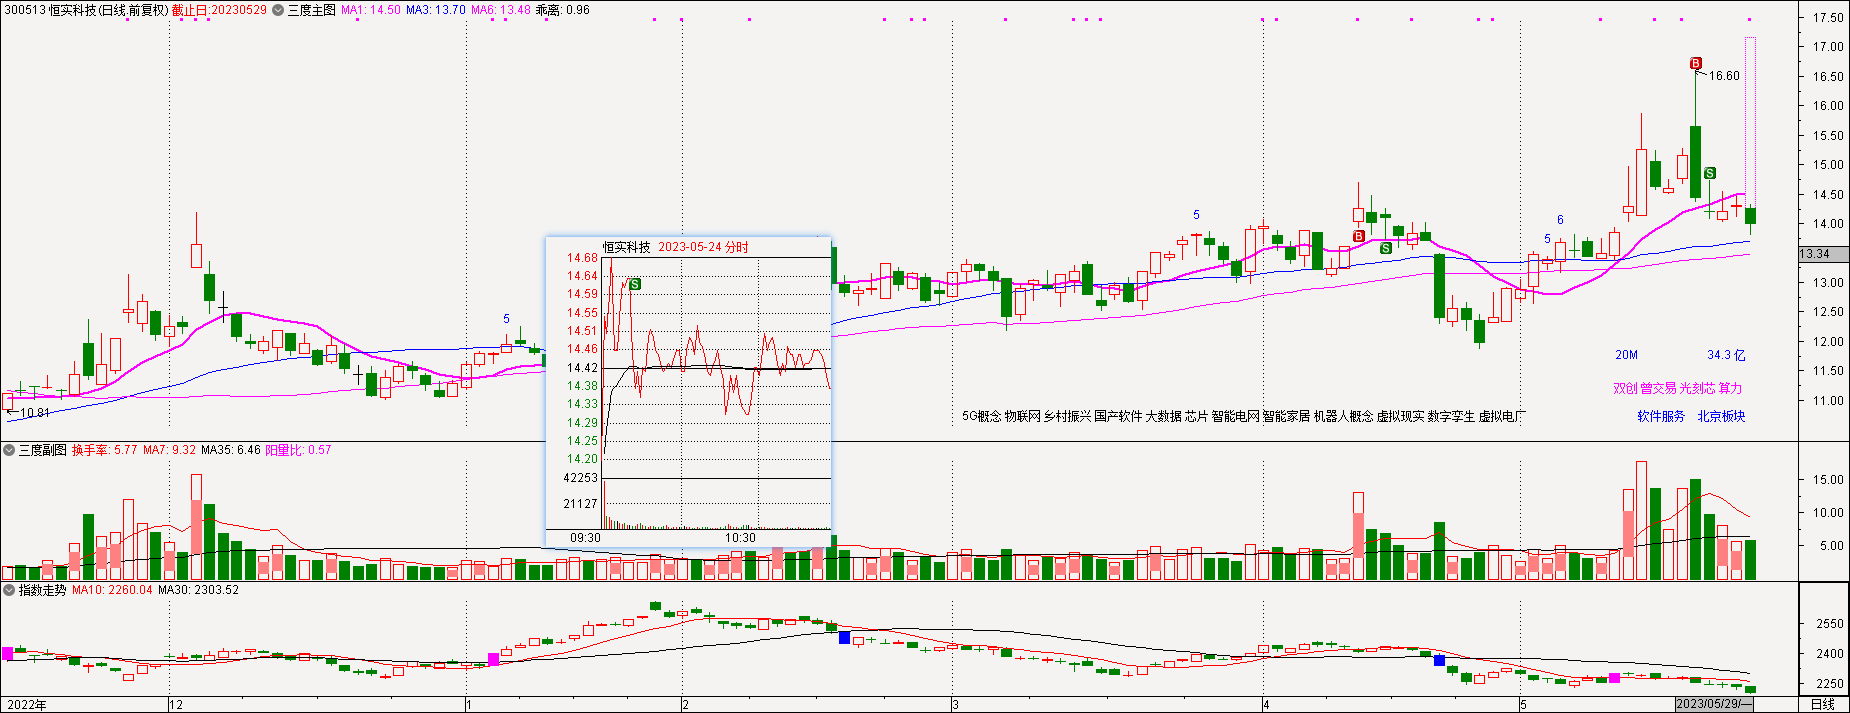 300513 恒实科技(日线.前复权) 截止日:20230529 三度主图 MA1: 14.50 MA3: 13.70 MA6: 13.48 乖离: 0.96
17.50
17.00
B
16.60
16.50
16.00
15.50
15.00
S
14.50
5
6
14.00
B
5
S
13.34
13.00
12.50
5
12.00
20M 34.3 亿
11.50
双创 曾交易 光刻芯 算力
11.00
10.81
5G概念 物联网 乡村振兴 国产软件 大数据 芯片 智能电网 智能家居 机器人概念 虚拟现实 数字孪生 虚拟电厂
软件服务 北京板块
恒实科技 2023-05-24 分时
14.68
14.64
S
14.59
14.55
14.51
14.46
14.42
14.38
14.33
14.29
14.25
14.20
42253
21127
09:30 10:30
三度副图 换手率: 5.77 MA7: 9.32 MA35: 6.46 阳量比: 0.57
15.00
10.00
5.00
指数走势 MA10: 2260.04 MA30: 2303.52
2550
2400
2250
2022年 12 1 2 3 4 5 2023/05/29/一 日线